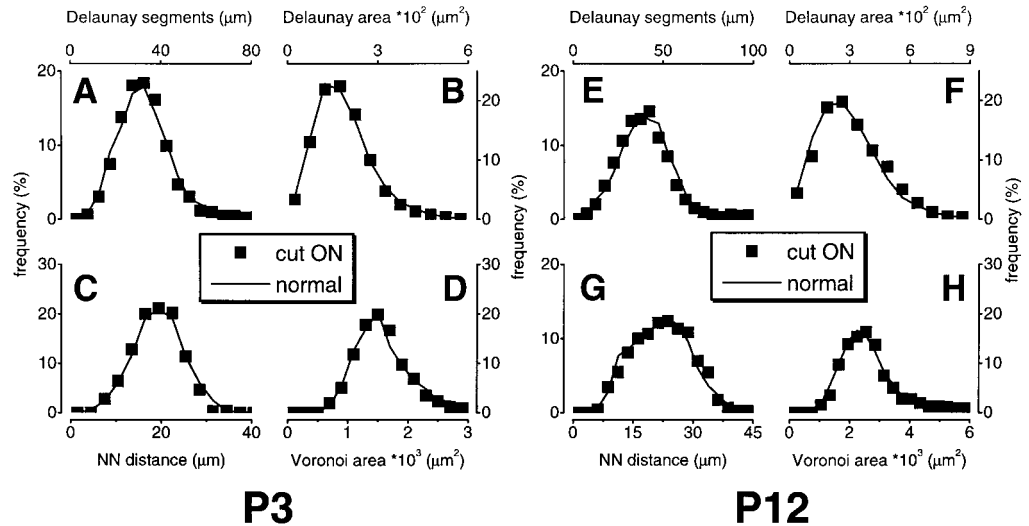 Delaunay segments (μm) Delaunay area *10² (μm²) Delaunay segments (μm) Delaunay area *10² (μm²)
0 40 80 0 3 6 0 50 100 0 3 6 9
20 A B 20 E F
20 20
10 10 10 10
0 0 0 0
frequency (%) frequency (%) frequency (%) frequency (%)
cut ON cut ON
normal normal
30 C D 30 20 G H 30
20 20 10 20
10 10 10
0 0 0 0
0 20 40 0 1 2 3 0 15 30 45 0 2 4 6
NN distance (μm) Voronoi area *10³ (μm²) NN distance (μm) Voronoi area *10³ (μm²)
P3 P12